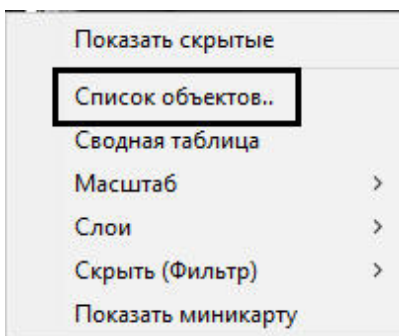 Показать скрытые
Список объектов..
Сводная таблица
Масштаб
Слои
Скрыть (Фильтр)
Показать миникарту